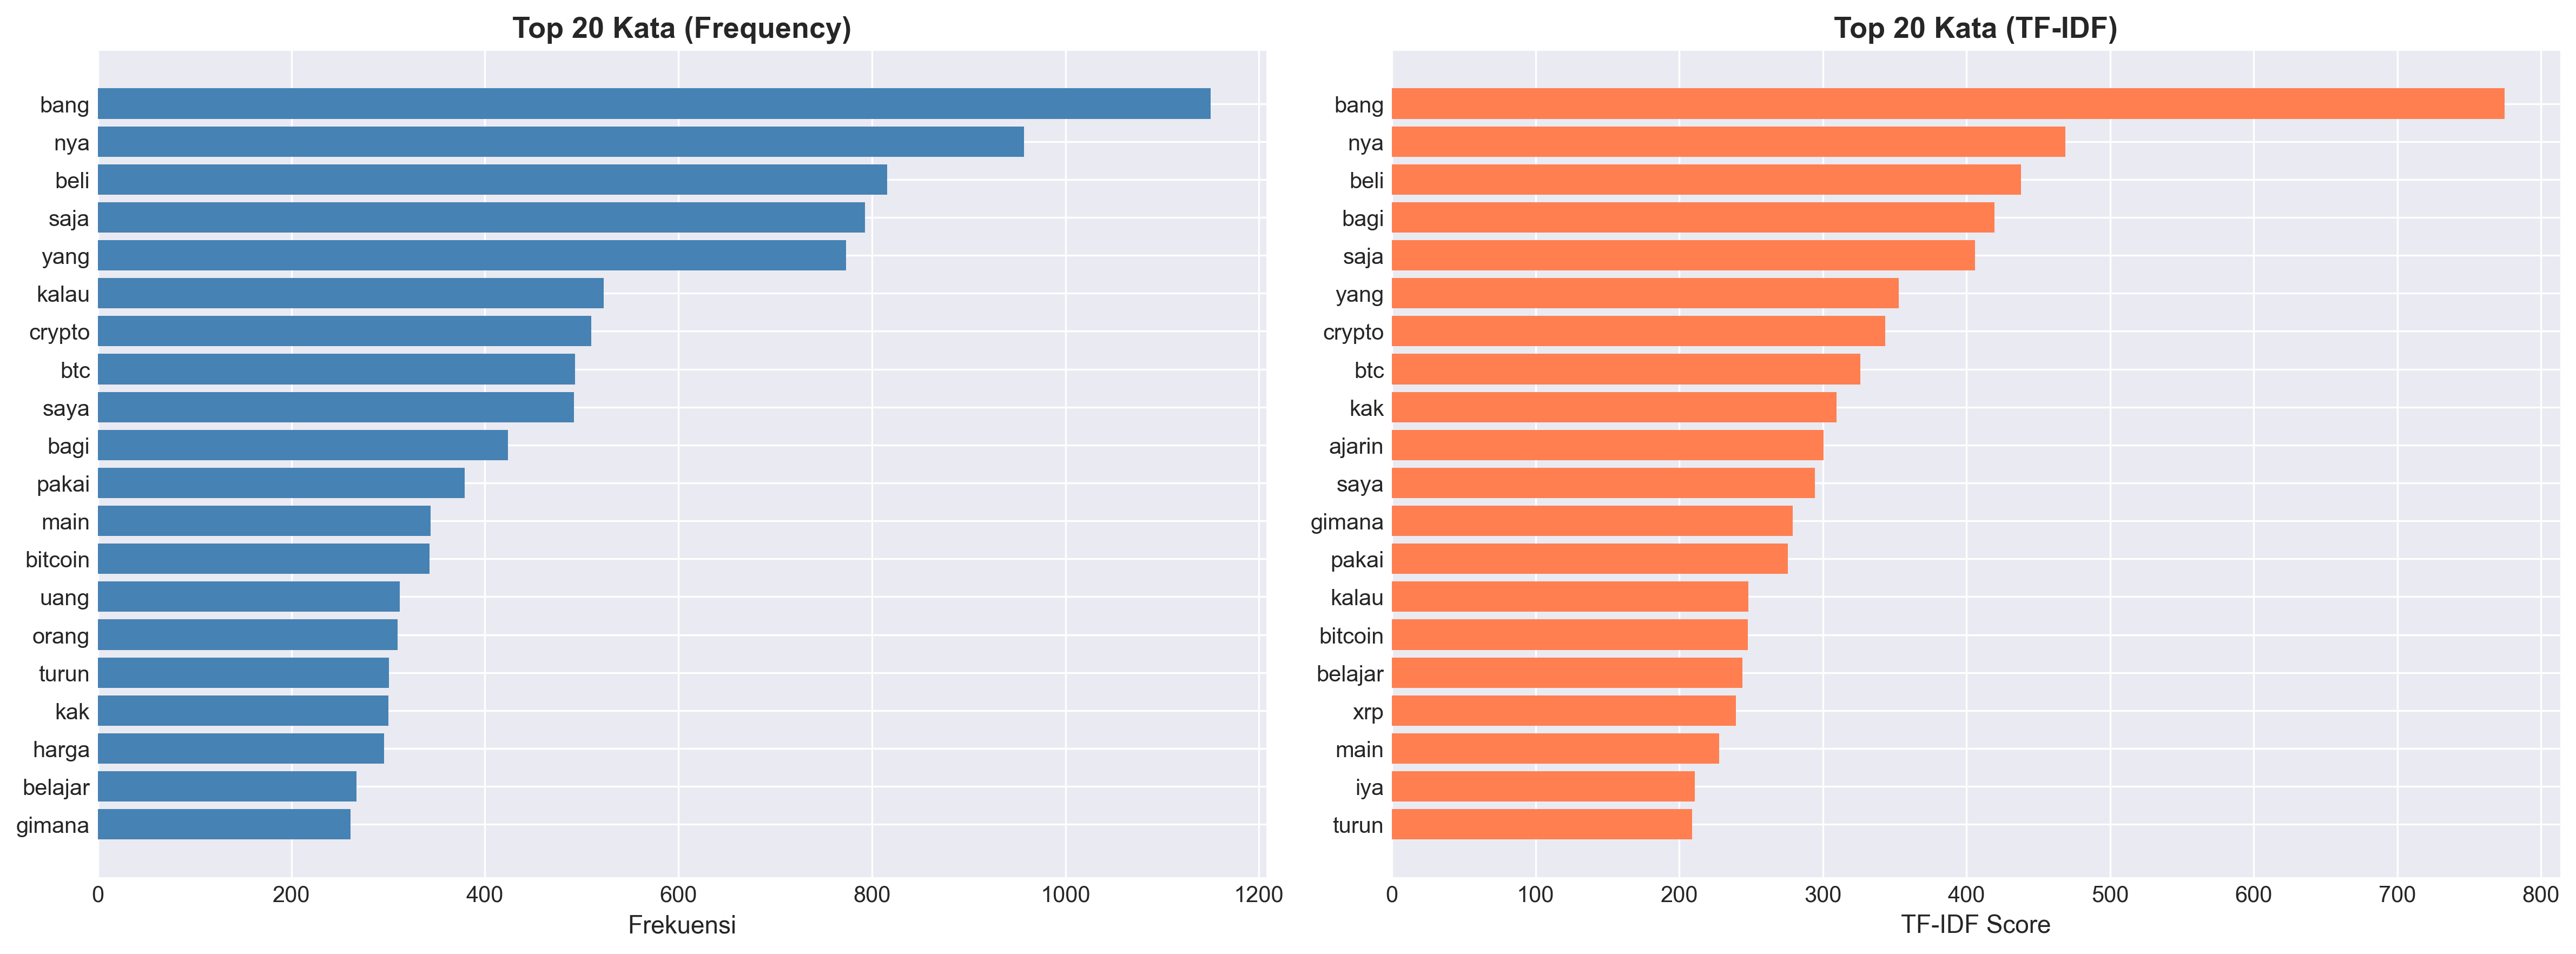 Top 20 Kata (Frequency)
bang
nya
beli
saja
yang
kalau
crypto
btc
saya
bagi
pakai
main
bitcoin
uang
orang
turun
kak
harga
belajar
gimana
0 200 400 600 800 1000 1200
Frekuensi
Top 20 Kata (TF-IDF)
bang
nya
beli
bagi
saja
yang
crypto
btc
kak
ajarin
saya
gimana
pakai
kalau
bitcoin
belajar
xrp
main
iya
turun
0 100 200 300 400 500 600 700 800
TF-IDF Score